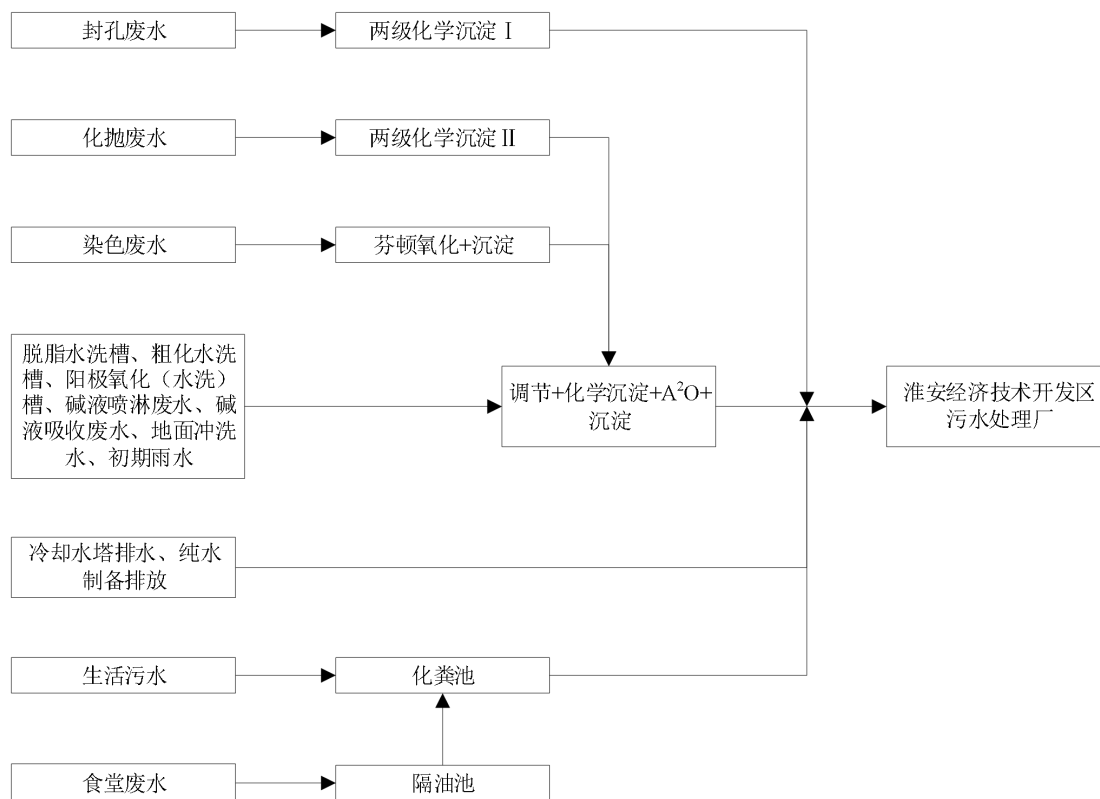 封孔废水
两级化学沉淀Ⅰ
化抛废水
两级化学沉淀Ⅱ
染色废水
芬顿氧化+沉淀
脱脂水洗槽、粗化水洗
槽、阳极氧化（水洗）
槽、碱液喷淋废水、碱
液吸收废水、地面冲洗
水、初期雨水
调节+化学沉淀+A²O+
沉淀
淮安经济技术开发区
污水处理厂
冷却水塔排水、纯水
制备排放
生活污水
化粪池
食堂废水
隔油池